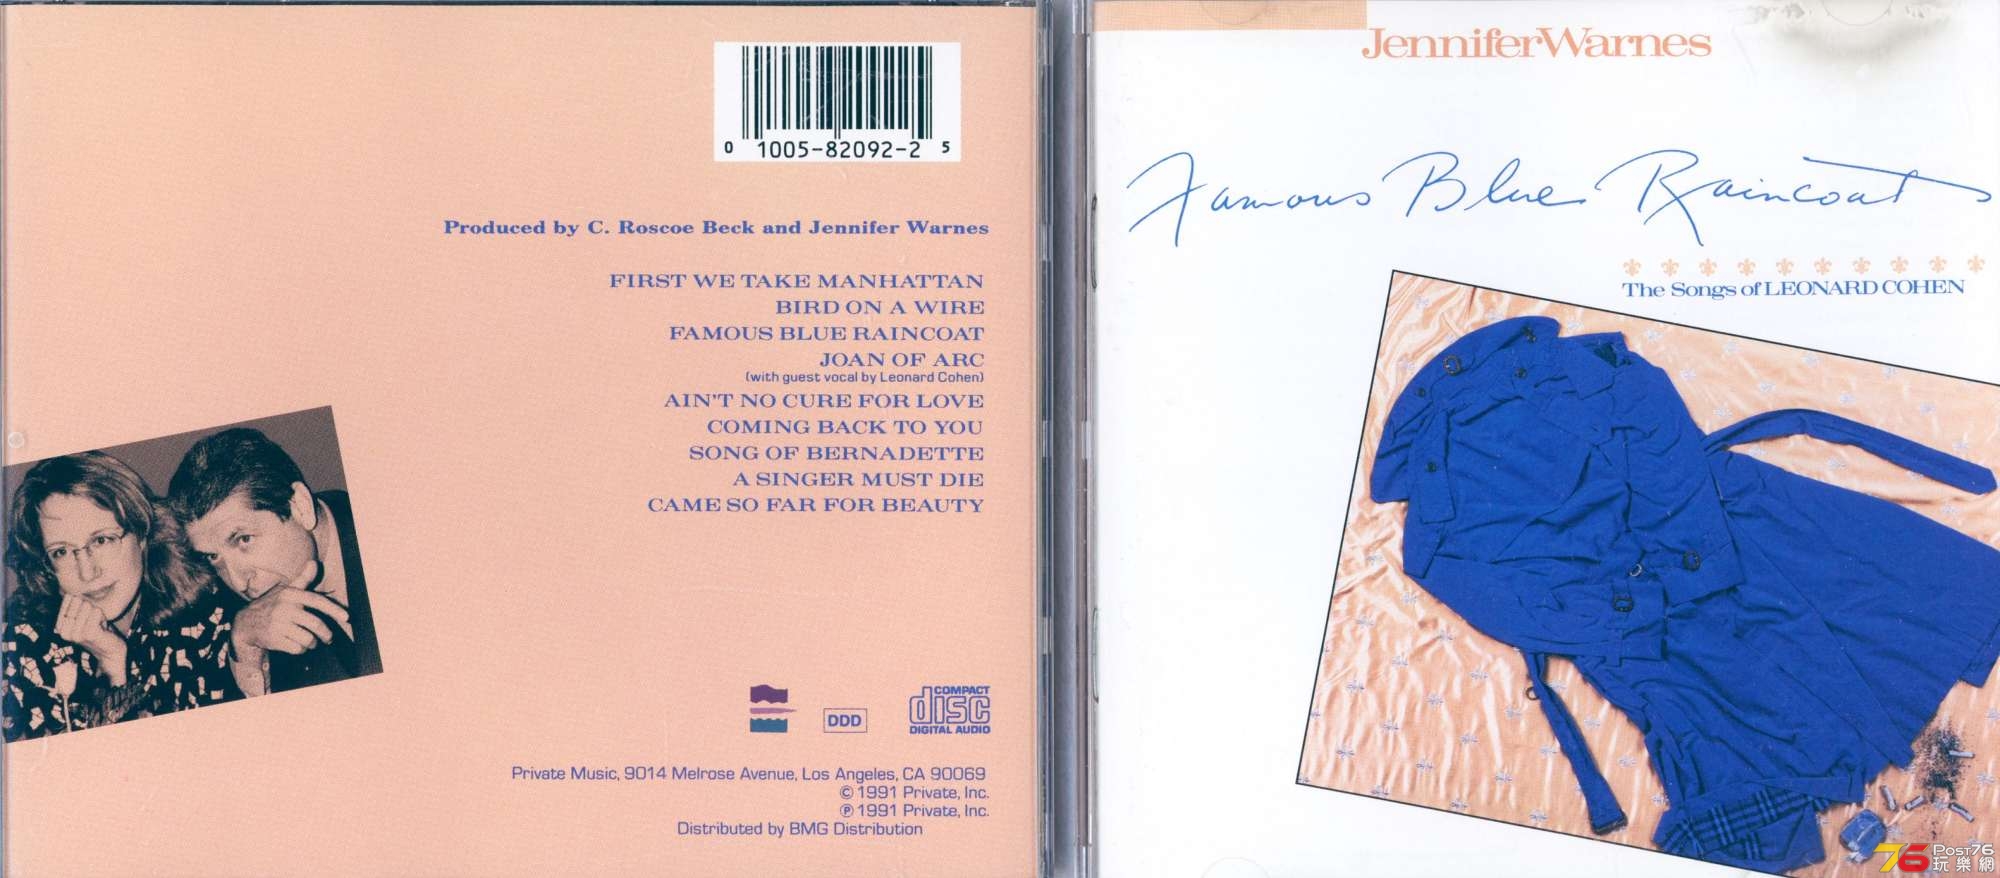 0 1005-82092-2 5
Produced by C. Roscoe Beck and Jennifer Warnes
FIRST WE TAKE MANHATTAN
BIRD ON A WIRE
FAMOUS BLUE RAINCOAT
JOAN OF ARC
(with guest vocal by Leonard Cohen)
AIN'T NO CURE FOR LOVE
COMING BACK TO YOU
SONG OF BERNADETTE
A SINGER MUST DIE
CAME SO FAR FOR BEAUTY
DDD
COMPACT
disc
DIGITAL AUDIO
Private Music, 9014 Melrose Avenue, Los Angeles, CA 90069
© 1991 Private, Inc.
℗ 1991 Private, Inc.
Distributed by BMG Distribution
Jennifer Warnes
Famous Blue Raincoat
The Songs of LEONARD COHEN
76 Post76
玩樂網